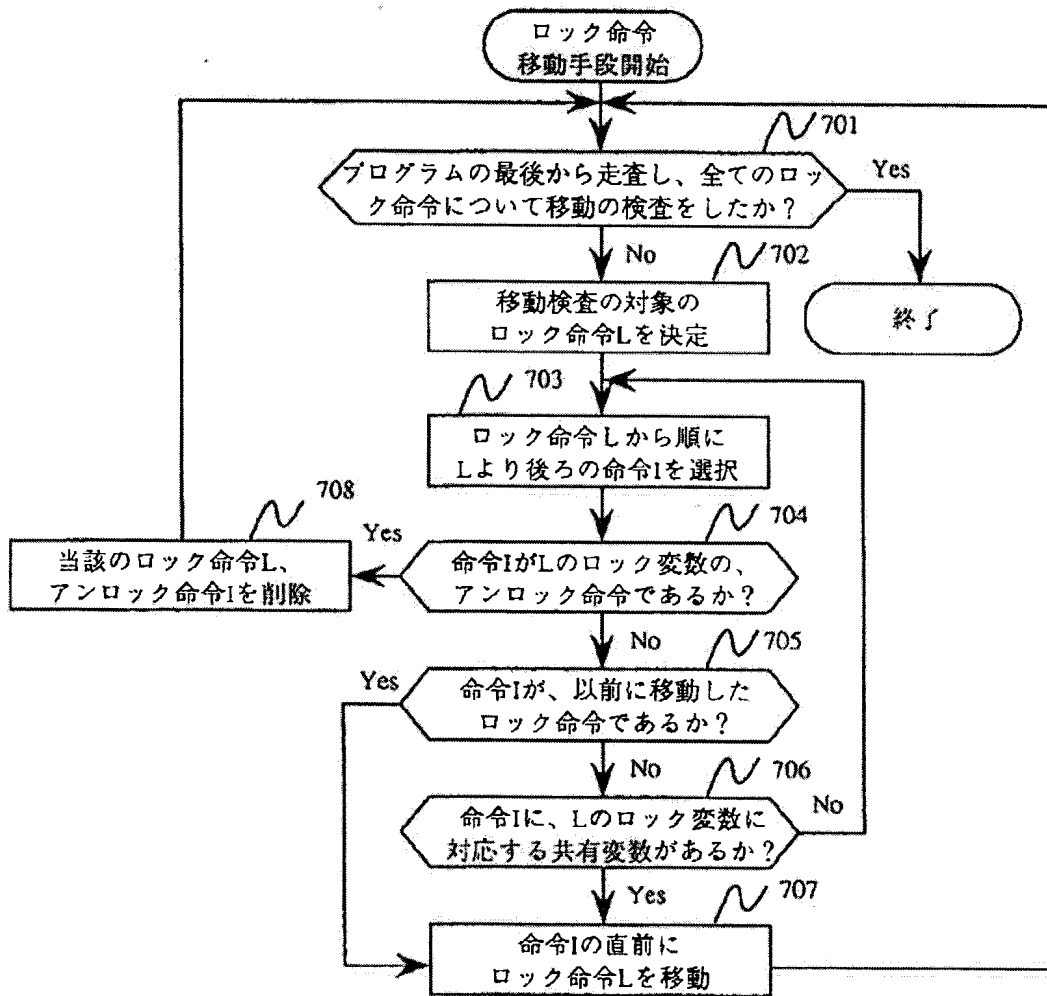 ロック命令
移動手段開始
701
プログラムの最後から走査し、全てのロッ
ク命令について移動の検査をしたか？
Yes
No
702
移動検査の対象の
ロック命令Lを決定
終了
703
ロック命令Lから順に
Lより後ろの命令Iを選択
708
当該のロック命令L、
アンロック命令Iを削除
Yes
704
命令IがLのロック変数の、
アンロック命令であるか？
No
705
Yes
命令Iが、以前に移動した
ロック命令であるか？
No
706
命令Iに、Lのロック変数に
対応する共有変数があるか？
No
Yes
707
命令Iの直前に
ロック命令Lを移動